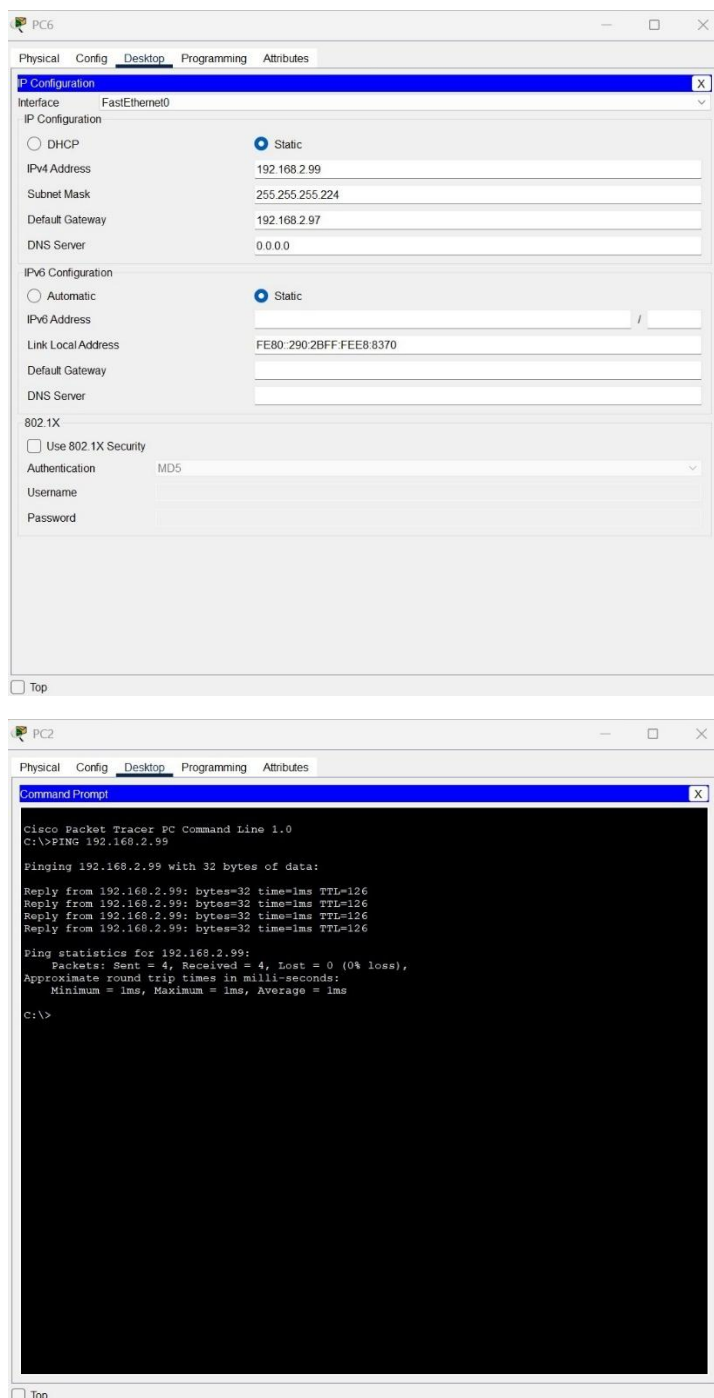 PC6
Physical Config Desktop Programming Attributes
IP Configuration X
Interface FastEthernet0
IP Configuration
DHCP Static
IPv4 Address 192.168.2.99
Subnet Mask 255.255.255.224
Default Gateway 192.168.2.97
DNS Server 0.0.0.0
IPv6 Configuration
Automatic Static
IPv6 Address /
Link Local Address FE80::290:2BFF:FEE8:8370
Default Gateway
DNS Server
802.1X
Use 802.1X Security
Authentication MD5
Username
Password
Top
PC2
Physical Config Desktop Programming Attributes
Command Prompt X
Cisco Packet Tracer PC Command Line 1.0
C:\>PING 192.168.2.99
Pinging 192.168.2.99 with 32 bytes of data:
Reply from 192.168.2.99: bytes=32 time=1ms TTL=126
Reply from 192.168.2.99: bytes=32 time=1ms TTL=126
Reply from 192.168.2.99: bytes=32 time=1ms TTL=126
Reply from 192.168.2.99: bytes=32 time=1ms TTL=126
Ping statistics for 192.168.2.99:
Packets: Sent = 4, Received = 4, Lost = 0 (0% loss),
Approximate round trip times in milli-seconds:
Minimum = 1ms, Maximum = 1ms, Average = 1ms
C:\>
Top